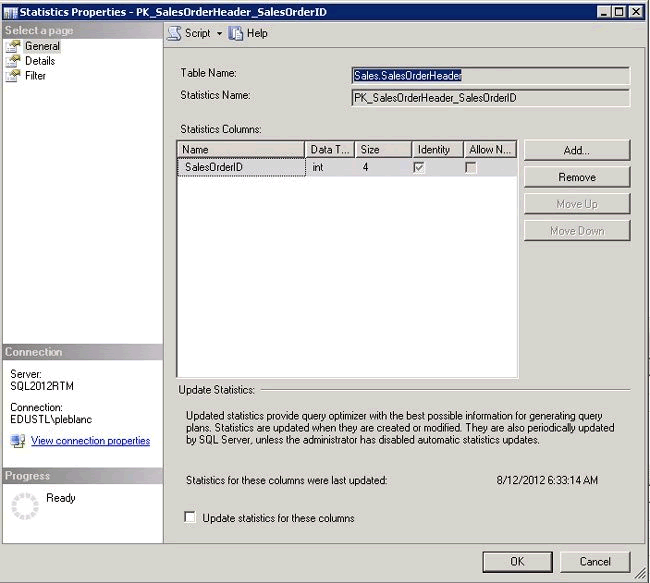 Statistics Properties - PK_SalesOrderHeader_SalesOrderID
Select a page
General
Details
Filter
Script
Help
Table Name:
Sales.SalesOrderHeader
Statistics Name:
PK_SalesOrderHeader_SalesOrderID
Statistics Columns:
Name Data T... Size Identity Allow N...
SalesOrderID int 4
Add...
Remove
Move Up
Move Down
Connection
Server:
SQL2012RTM
Connection:
EDUSTL\pleblanc
View connection properties
Progress
Ready
Update Statistics:
Updated statistics provide query optimizer with the best possible information for generating query
plans. Statistics are updated when they are created or modified. They are also periodically updated
by SQL Server, unless the administrator has disabled automatic statistics updates.
Statistics for these columns were last updated: 8/12/2012 6:33:14 AM
Update statistics for these columns
OK
Cancel